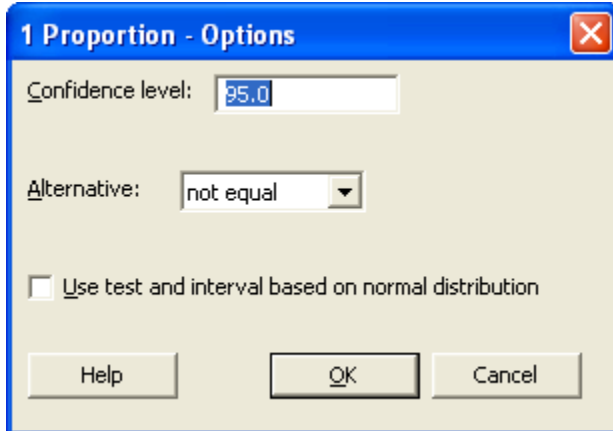 1 Proportion - Options
Confidence level: 95.0
Alternative: not equal
Use test and interval based on normal distribution
Help OK Cancel